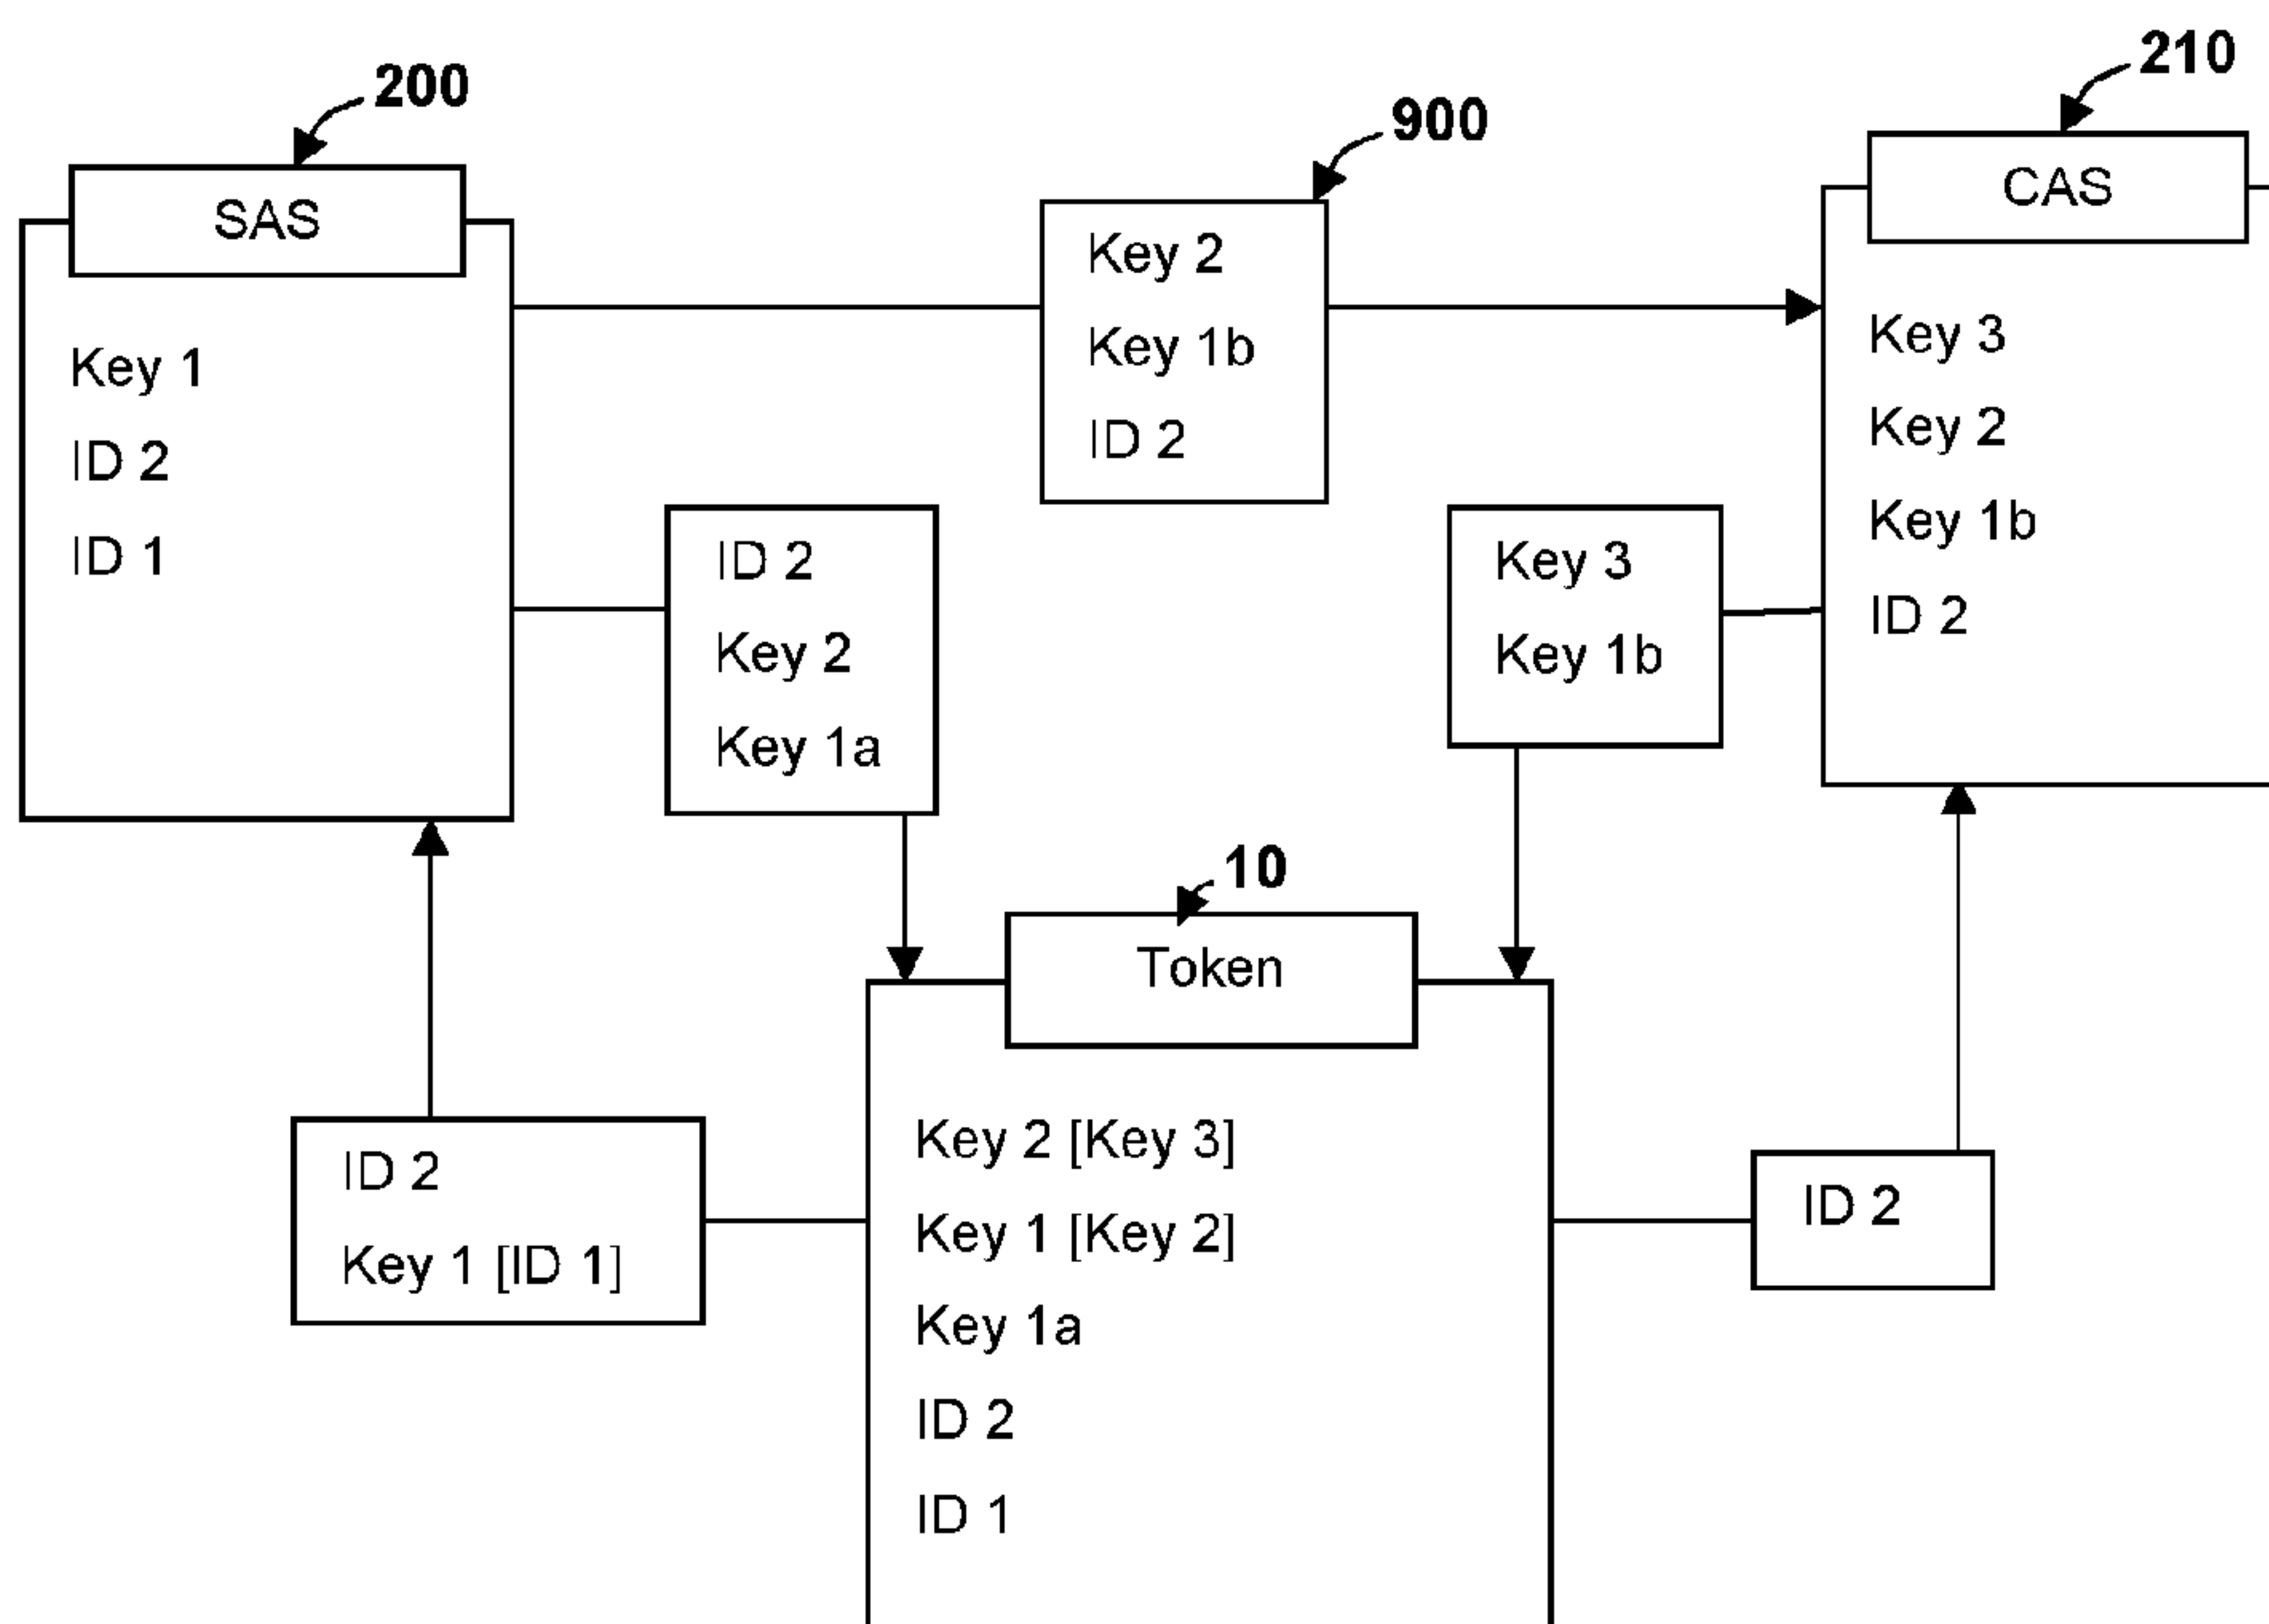 200
SAS
Key 1
ID 2
ID 1
900
Key 2
Key 1b
ID 2
210
CAS
Key 3
Key 2
Key 1b
ID 2
ID 2
Key 2
Key 1a
Key 3
Key 1b
10
Token
Key 2 [Key 3]
Key 1 [Key 2]
Key 1a
ID 2
ID 1
ID 2
Key 1 [ID 1]
ID 2